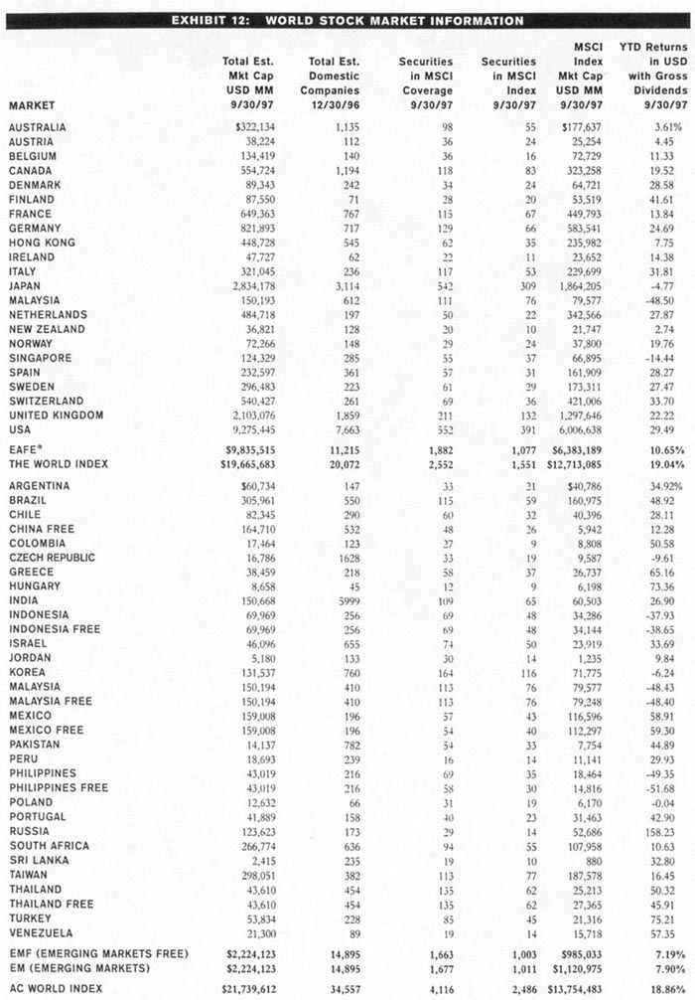 EXHIBIT 12: WORLD STOCK MARKET INFORMATION
MSCI YTD Returns
Total Est. Total Est. Securities Securities Index in USD
Mkt Cap Domestic in MSCI in MSCI Mkt Cap with Gross
USD MM Companies Coverage Index USD MM Dividends
MARKET 9/30/97 12/30/96 9/30/97 9/30/97 9/30/97 9/30/97
AUSTRALIA $322,134 1,135 98 55 $177,637 3.61%
AUSTRIA 38,224 112 36 24 25,254 4.45
BELGIUM 134,419 140 36 16 72,729 11.33
CANADA 554,724 1,194 118 83 323,258 19.52
DENMARK 89,343 242 34 24 64,721 28.58
FINLAND 87,550 71 28 20 53,519 41.61
FRANCE 649,363 767 115 67 449,793 13.84
GERMANY 821,893 717 129 66 583,541 24.69
HONG KONG 448,728 545 62 35 235,982 7.75
IRELAND 47,727 62 22 11 23,652 14.38
ITALY 321,045 236 117 53 229,699 31.81
JAPAN 2,834,178 3,114 542 309 1,864,205 -4.77
MALAYSIA 150,193 612 111 76 79,577 -48.50
NETHERLANDS 484,718 197 50 22 342,566 27.87
NEW ZEALAND 36,821 128 20 10 21,747 2.74
NORWAY 72,266 148 29 24 37,800 19.76
SINGAPORE 124,329 285 55 37 66,895 -14.44
SPAIN 232,597 361 57 31 161,909 28.27
SWEDEN 296,483 223 61 29 173,311 27.47
SWITZERLAND 540,427 261 69 36 421,006 33.70
UNITED KINGDOM 2,103,076 1,859 211 132 1,297,646 22.22
USA 9,275,445 7,663 552 391 6,006,638 29.49
EAFE® $9,835,515 11,215 1,882 1,077 $6,383,189 10.65%
THE WORLD INDEX $19,665,683 20,072 2,552 1,551 $12,713,085 19.04%
ARGENTINA $60,734 147 33 21 $40,786 34.92%
BRAZIL 305,961 550 115 59 160,975 48.92
CHILE 82,345 290 60 32 40,396 28.11
CHINA FREE 164,710 532 48 26 5,942 12.28
COLOMBIA 17,464 123 27 9 8,808 50.58
CZECH REPUBLIC 16,786 1628 33 19 9,587 -9.61
GREECE 38,459 218 58 37 26,737 65.16
HUNGARY 8,658 45 12 9 6,198 73.36
INDIA 150,668 5999 109 65 60,503 26.90
INDONESIA 69,969 256 69 48 34,286 -37.93
INDONESIA FREE 69,969 256 69 48 34,144 -38.65
ISRAEL 46,096 655 74 50 23,919 33.69
JORDAN 5,180 133 30 14 1,235 9.84
KOREA 131,537 760 164 116 71,775 -6.24
MALAYSIA 150,194 410 113 76 79,577 -48.43
MALAYSIA FREE 150,194 410 113 76 79,248 -48.40
MEXICO 159,008 196 57 43 116,596 58.91
MEXICO FREE 159,008 196 54 40 112,297 59.30
PAKISTAN 14,137 782 54 33 7,754 44.89
PERU 18,693 239 16 14 11,141 29.93
PHILIPPINES 43,019 216 69 35 18,464 -49.35
PHILIPPINES FREE 43,019 216 58 30 14,816 -51.68
POLAND 12,632 66 31 19 6,170 -0.04
PORTUGAL 41,889 158 40 23 31,463 42.90
RUSSIA 123,623 173 29 14 52,686 158.23
SOUTH AFRICA 266,774 636 94 55 107,958 10.63
SRI LANKA 2,415 235 19 10 880 32.80
TAIWAN 298,051 382 113 77 187,578 16.45
THAILAND 43,610 454 135 62 25,213 50.32
THAILAND FREE 43,610 454 135 62 27,365 45.91
TURKEY 53,834 228 85 45 21,316 75.21
VENEZUELA 21,300 89 19 14 15,718 57.35
EMF (EMERGING MARKETS FREE) $2,224,123 14,895 1,663 1,003 $985,033 7.19%
EM (EMERGING MARKETS) $2,224,123 14,895 1,677 1,011 $1,120,975 7.90%
AC WORLD INDEX $21,739,612 34,557 4,116 2,486 $13,754,483 18.86%